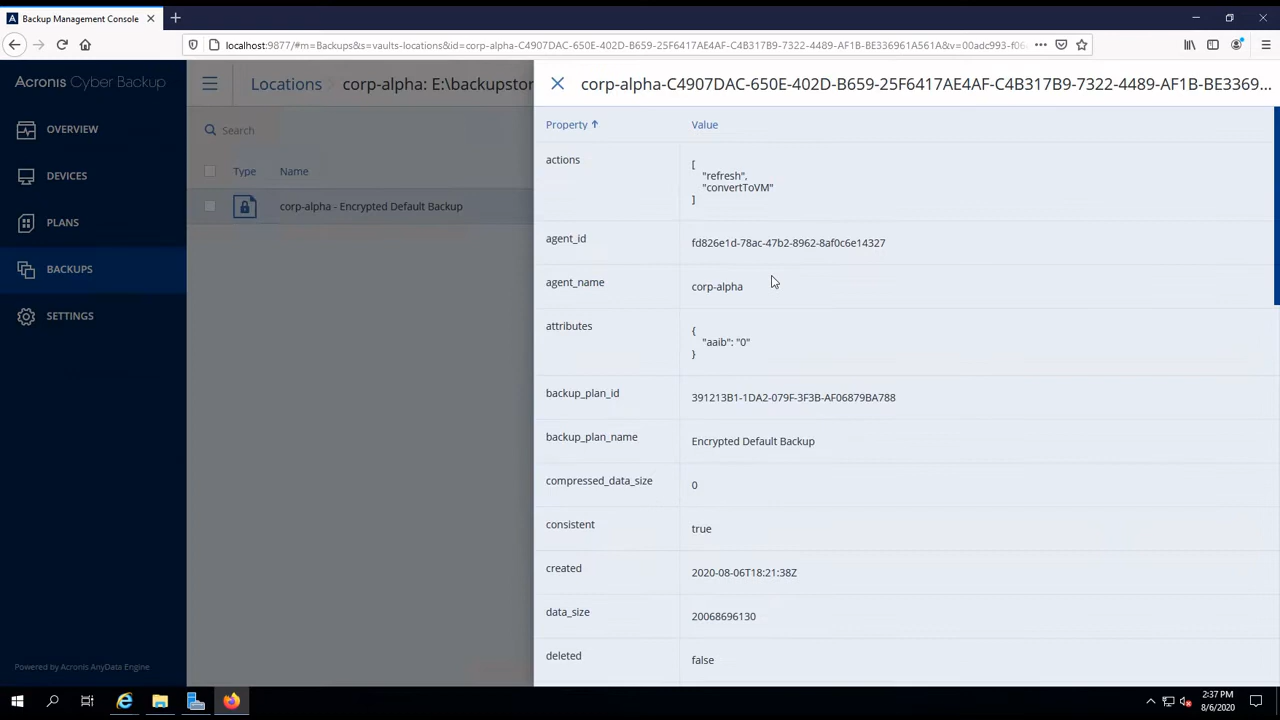 Backup Management Console
localhost:9877/#m=Backups&s=vaults-locations&id=corp-alpha-C4907DAC-650E-402D-B659-25F6417AE4AF-C4B317B9-7322-4489-AF1B-BE336961A561A&v=00adc993-f06
Acronis Cyber Backup
OVERVIEW
DEVICES
PLANS
BACKUPS
SETTINGS
Powered by Acronis AnyData Engine
Locations
corp-alpha: E:\backupstor
Search
Type Name
corp-alpha - Encrypted Default Backup
corp-alpha-C4907DAC-650E-402D-B659-25F6417AE4AF-C4B317B9-7322-4489-AF1B-BE3369...
Property Value
actions
[
"refresh",
"convertToVM"
]
agent_id fd826e1d-78ac-47b2-8962-8af0c6e14327
agent_name corp-alpha
attributes
{
"aaib": "0"
}
backup_plan_id 391213B1-1DA2-079F-3F3B-AF06879BA788
backup_plan_name Encrypted Default Backup
compressed_data_size 0
consistent true
created 2020-08-06T18:21:38Z
data_size 20068696130
deleted false
2:37 PM
8/6/2020